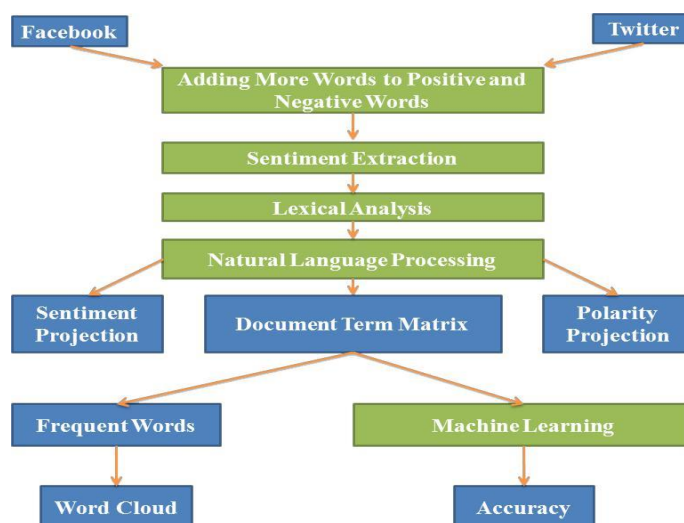 Facebook
Twitter
Adding More Words to Positive and
Negative Words
Sentiment Extraction
Lexical Analysis
Natural Language Processing
Sentiment
Projection
Document Term Matrix
Polarity
Projection
Frequent Words
Machine Learning
Word Cloud
Accuracy